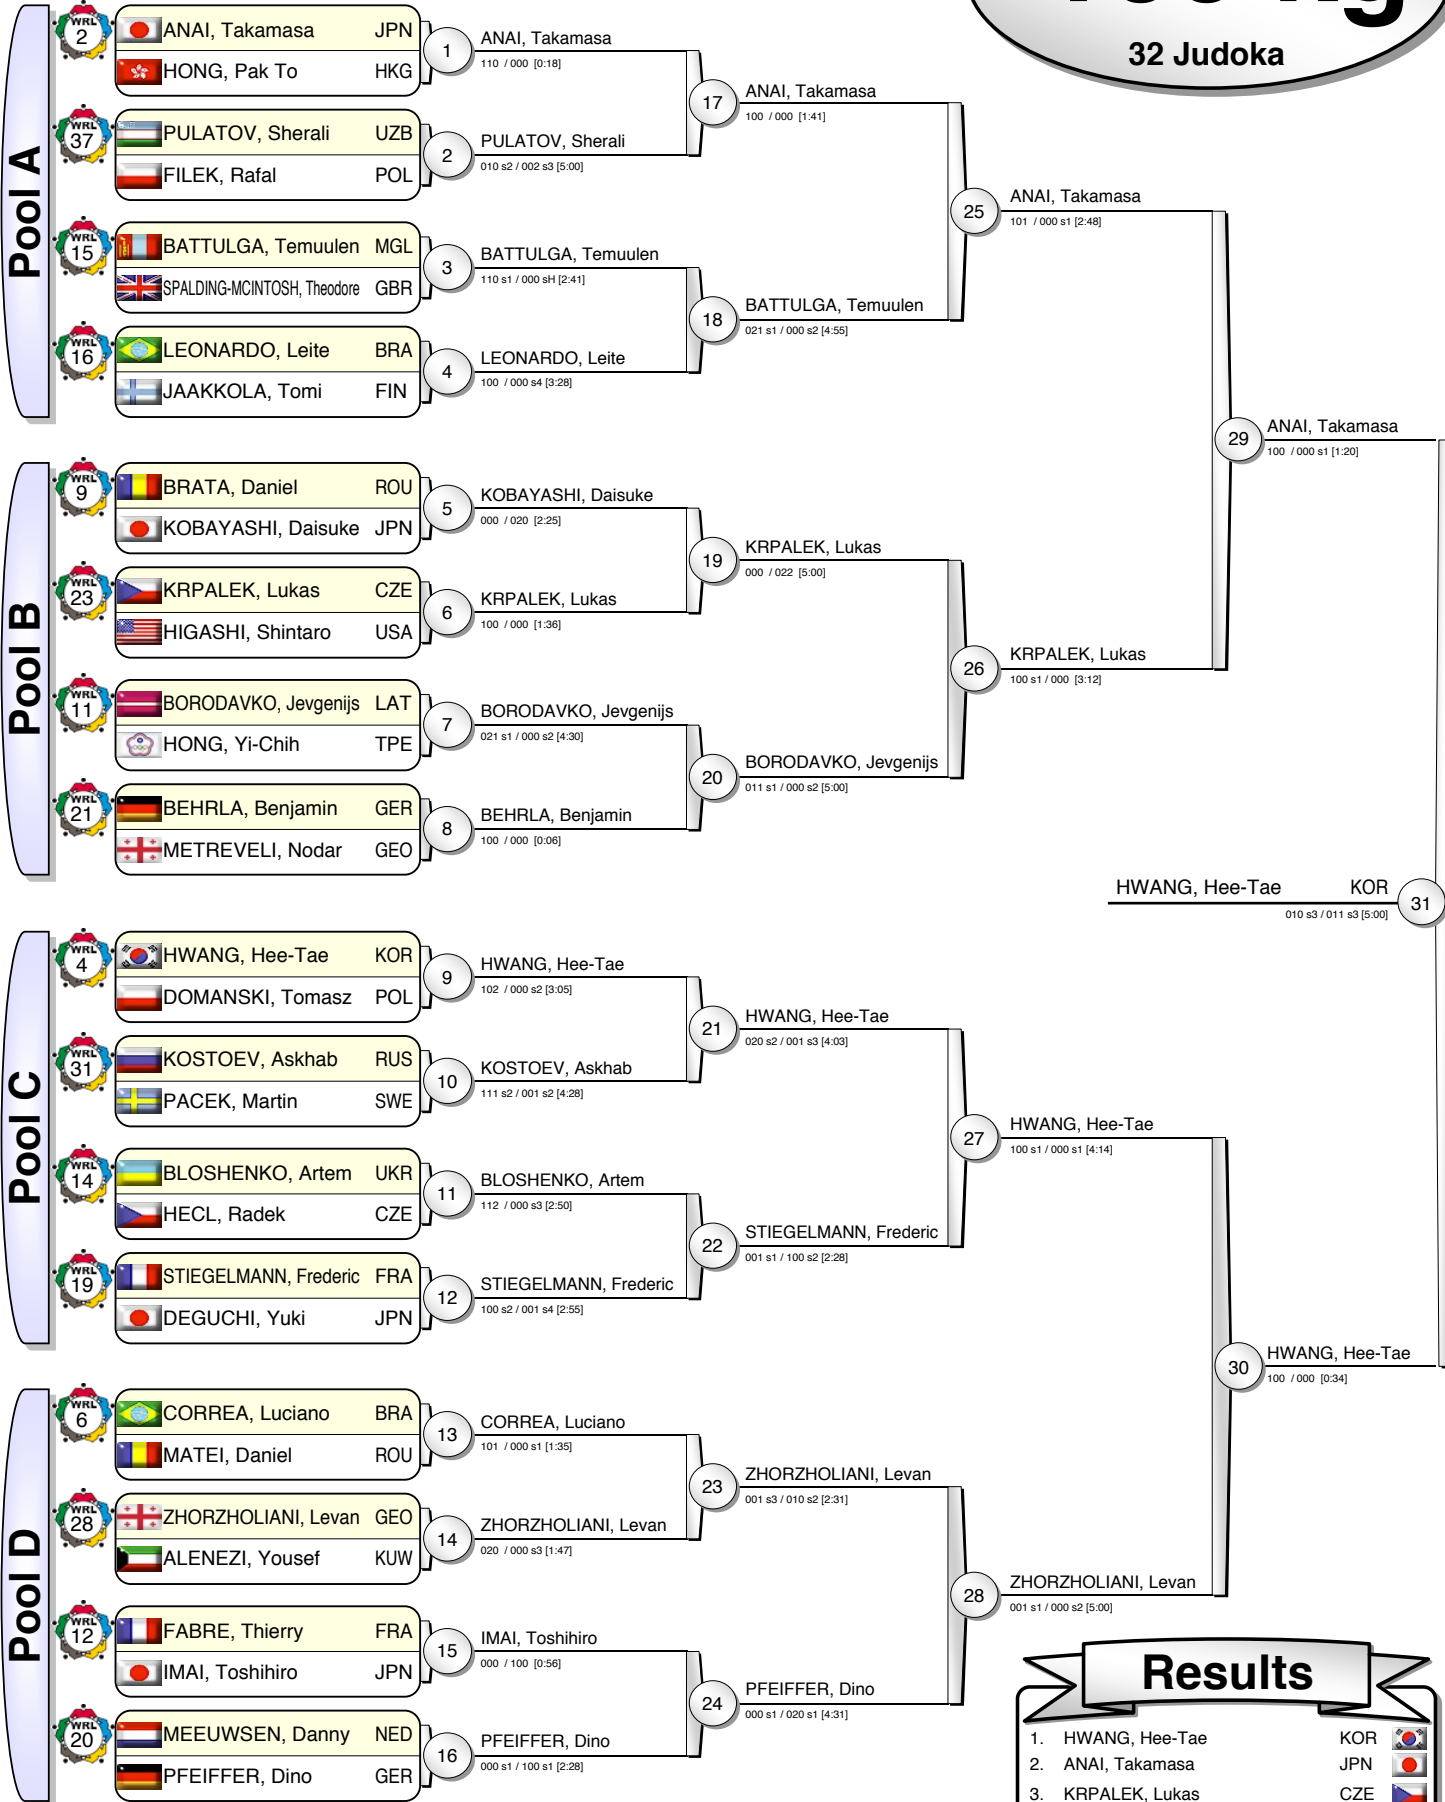 32 Judoka
Pool A
WRL 2
ANAI, Takamasa JPN
HONG, Pak To HKG
1
ANAI, Takamasa
110 / 000 [0:18]
WRL 37
PULATOV, Sherali UZB
FILEK, Rafal POL
2
PULATOV, Sherali
010 s2 / 002 s3 [5:00]
17
ANAI, Takamasa
100 / 000 [1:41]
WRL 15
BATTULGA, Temuulen MGL
SPALDING-MCINTOSH, Theodore GBR
3
BATTULGA, Temuulen
110 s1 / 000 sH [2:41]
WRL 16
LEONARDO, Leite BRA
JAAKKOLA, Tomi FIN
4
LEONARDO, Leite
100 / 000 s4 [3:28]
18
BATTULGA, Temuulen
021 s1 / 000 s2 [4:55]
25
ANAI, Takamasa
101 / 000 s1 [2:48]
Pool B
WRL 9
BRATA, Daniel ROU
KOBAYASHI, Daisuke JPN
5
KOBAYASHI, Daisuke
000 / 020 [2:25]
WRL 23
KRPALEK, Lukas CZE
HIGASHI, Shintaro USA
6
KRPALEK, Lukas
100 / 000 [1:36]
19
KRPALEK, Lukas
000 / 022 [5:00]
WRL 11
BORODAVKO, Jevgenijs LAT
HONG, Yi-Chih TPE
7
BORODAVKO, Jevgenijs
021 s1 / 000 s2 [4:30]
WRL 21
BEHRLA, Benjamin GER
METREVELI, Nodar GEO
8
BEHRLA, Benjamin
100 / 000 [0:06]
20
BORODAVKO, Jevgenijs
011 s1 / 000 s2 [5:00]
26
KRPALEK, Lukas
100 s1 / 000 [3:12]
29
ANAI, Takamasa
100 / 000 s1 [1:20]
HWANG, Hee-Tae KOR
010 s3 / 011 s3 [5:00]
31
Pool C
WRL 4
HWANG, Hee-Tae KOR
DOMANSKI, Tomasz POL
9
HWANG, Hee-Tae
102 / 000 s2 [3:05]
WRL 31
KOSTOEV, Askhab RUS
PACEK, Martin SWE
10
KOSTOEV, Askhab
111 s2 / 001 s2 [4:28]
21
HWANG, Hee-Tae
020 s2 / 001 s3 [4:03]
WRL 14
BLOSHENKO, Artem UKR
HECL, Radek CZE
11
BLOSHENKO, Artem
112 / 000 s3 [2:50]
WRL 19
STIEGELMANN, Frederic FRA
DEGUCHI, Yuki JPN
12
STIEGELMANN, Frederic
100 s2 / 001 s4 [2:55]
22
STIEGELMANN, Frederic
001 s1 / 100 s2 [2:28]
27
HWANG, Hee-Tae
100 s1 / 000 s1 [4:14]
Pool D
WRL 6
CORREA, Luciano BRA
MATEI, Daniel ROU
13
CORREA, Luciano
101 / 000 s1 [1:35]
WRL 28
ZHORZHOLIANI, Levan GEO
ALENEZI, Yousef KUW
14
ZHORZHOLIANI, Levan
020 / 000 s3 [1:47]
23
ZHORZHOLIANI, Levan
001 s3 / 010 s2 [2:31]
WRL 12
FABRE, Thierry FRA
IMAI, Toshihiro JPN
15
IMAI, Toshihiro
000 / 100 [0:56]
WRL 20
MEEUWSEN, Danny NED
PFEIFFER, Dino GER
16
PFEIFFER, Dino
000 s1 / 100 s1 [2:28]
24
PFEIFFER, Dino
000 s1 / 020 s1 [4:31]
28
ZHORZHOLIANI, Levan
001 s1 / 000 s2 [5:00]
30
HWANG, Hee-Tae
100 / 000 [0:34]
Results
1. HWANG, Hee-Tae KOR
2. ANAI, Takamasa JPN
3. KRPALEK, Lukas CZE